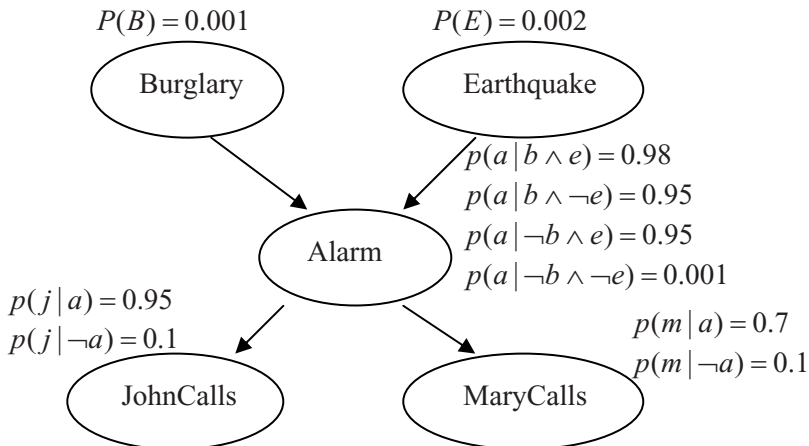 P(B) = 0.001
P(E) = 0.002
Burglary
Earthquake
p(a | b ∧ e) = 0.98
p(a | b ∧ ¬e) = 0.95
p(a | ¬b ∧ e) = 0.95
p(a | ¬b ∧ ¬e) = 0.001
Alarm
p(j | a) = 0.95
p(j | ¬a) = 0.1
p(m | a) = 0.7
p(m | ¬a) = 0.1
JohnCalls
MaryCalls